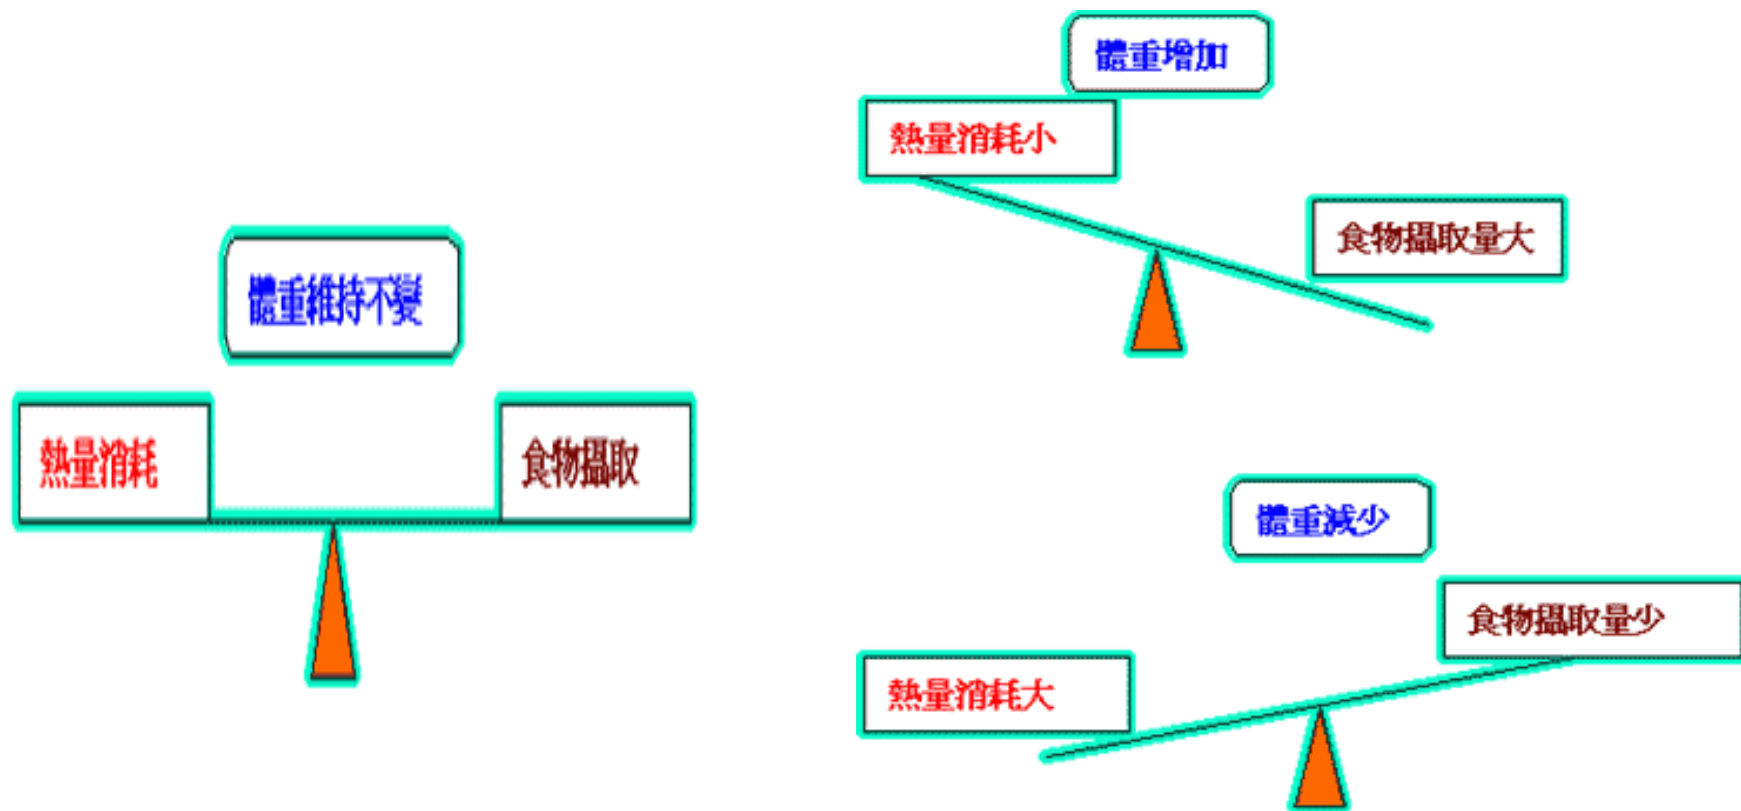 體重維持不變
熱量消耗
食物攝取
體重增加
熱量消耗小
食物攝取量大
體重減少
食物攝取量少
熱量消耗大